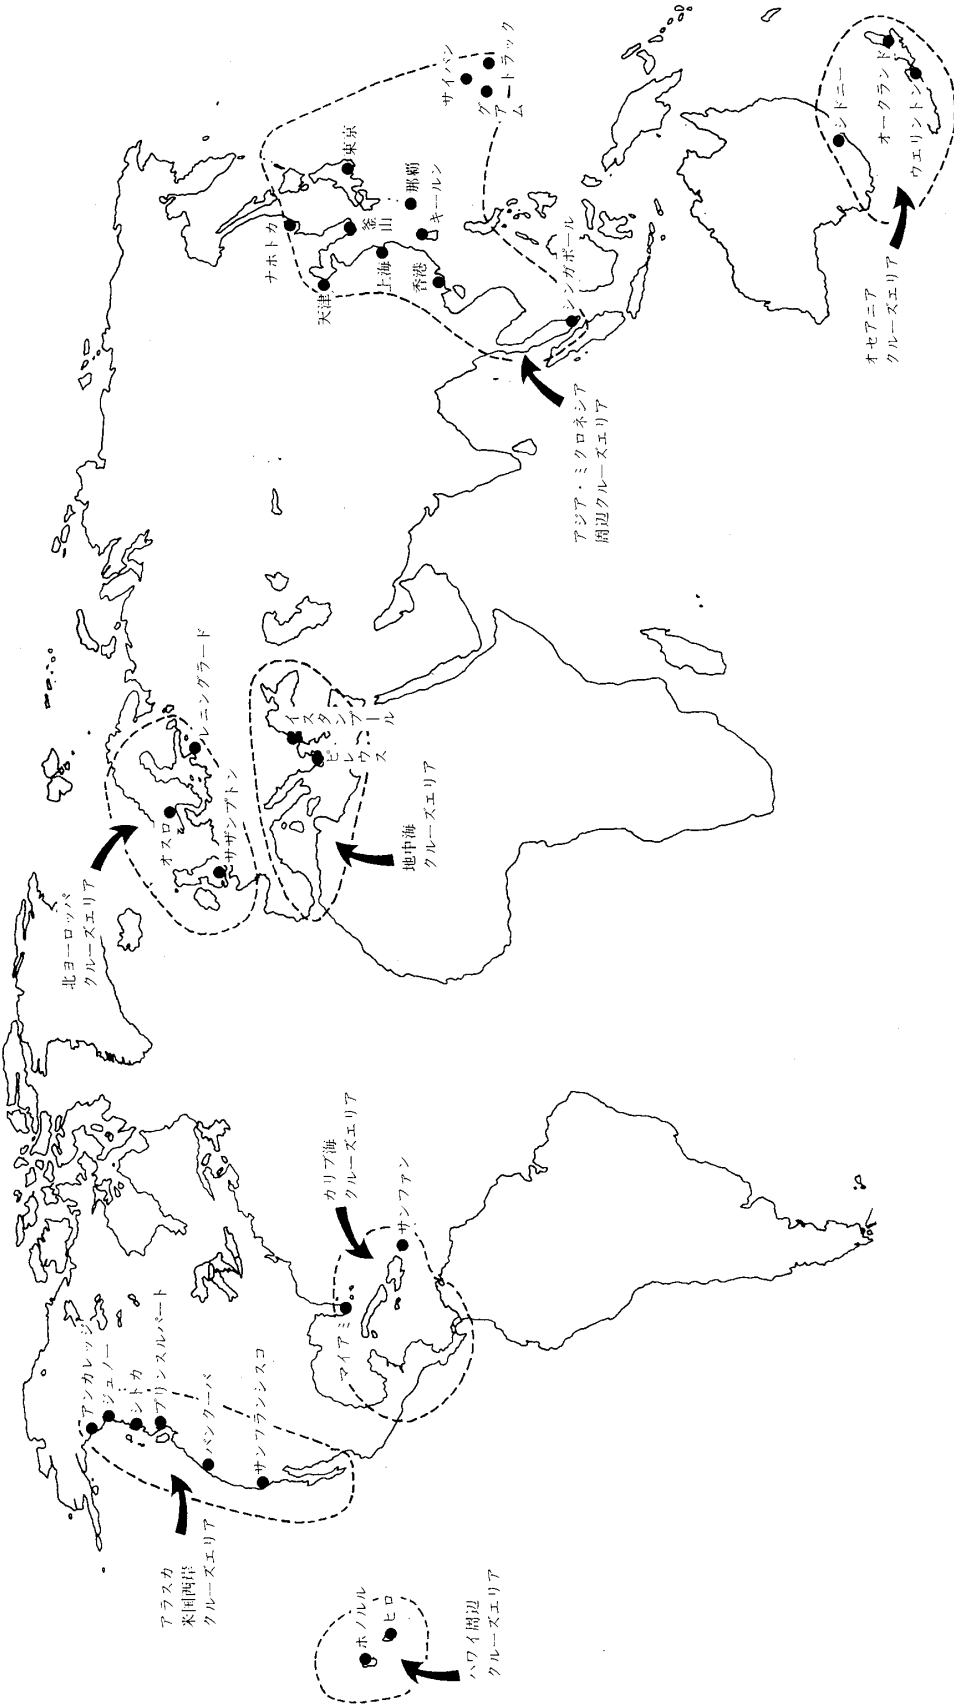 アラスカ
米国西岸
クルーズエリア
アンカレッジ
ジュノー
シトカ
プリンスルパート
バンクーバ
サンフランシスコ
ハワイ周辺
クルーズエリア
ホノルル
ヒロ
カリブ海
クルーズエリア
マイアミ
サンファン
北ヨーロッパ
クルーズエリア
オスロ
レニングラード
サザンプトン
地中海
クルーズエリア
イスタンブール
ピレウス
アジア・ミクロネシア
周辺クルーズエリア
ナホトカ
天津
釜山
東京
上海
那覇
香港
キールン
シンガポール
サイパン
グアム
トラック
オセアニア
クルーズエリア
シドニー
オークランド
ウエリントン